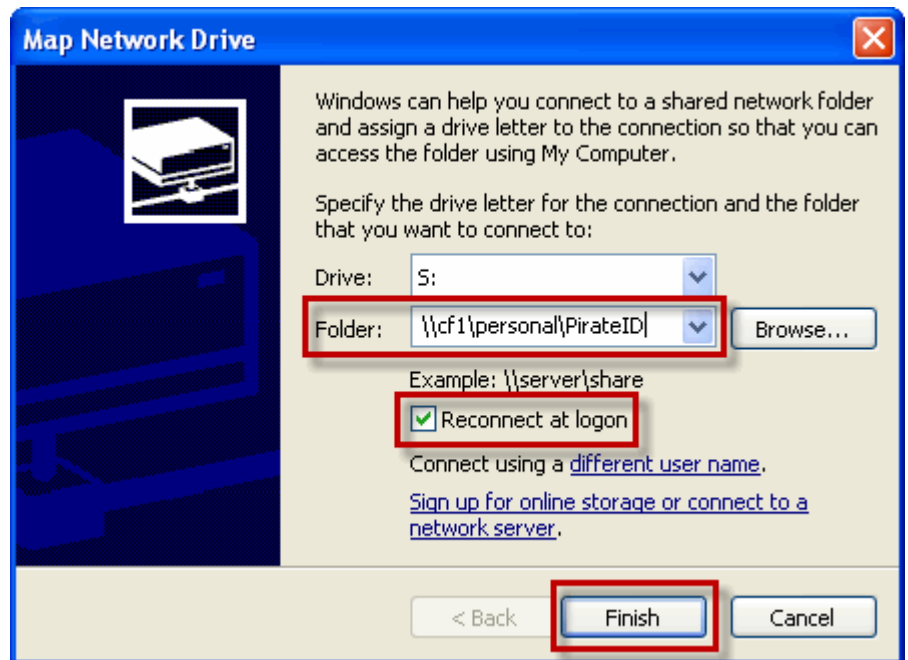 Map Network Drive
Windows can help you connect to a shared network folder
and assign a drive letter to the connection so that you can
access the folder using My Computer.
Specify the drive letter for the connection and the folder
that you want to connect to:
Drive: S:
Folder: \\cf1\personal\PirateID Browse...
Example: \\server\share
Reconnect at logon
Connect using a different user name.
Sign up for online storage or connect to a
network server.
< Back Finish Cancel